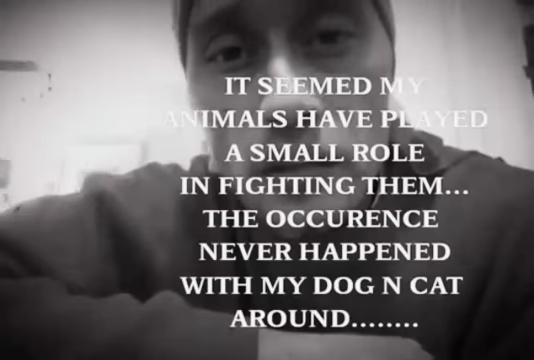 IT SEEMED MY
ANIMALS HAVE PLAYED
A SMALL ROLE
IN FIGHTING THEM...
THE OCCURENCE
NEVER HAPPENED
WITH MY DOG N CAT
AROUND........